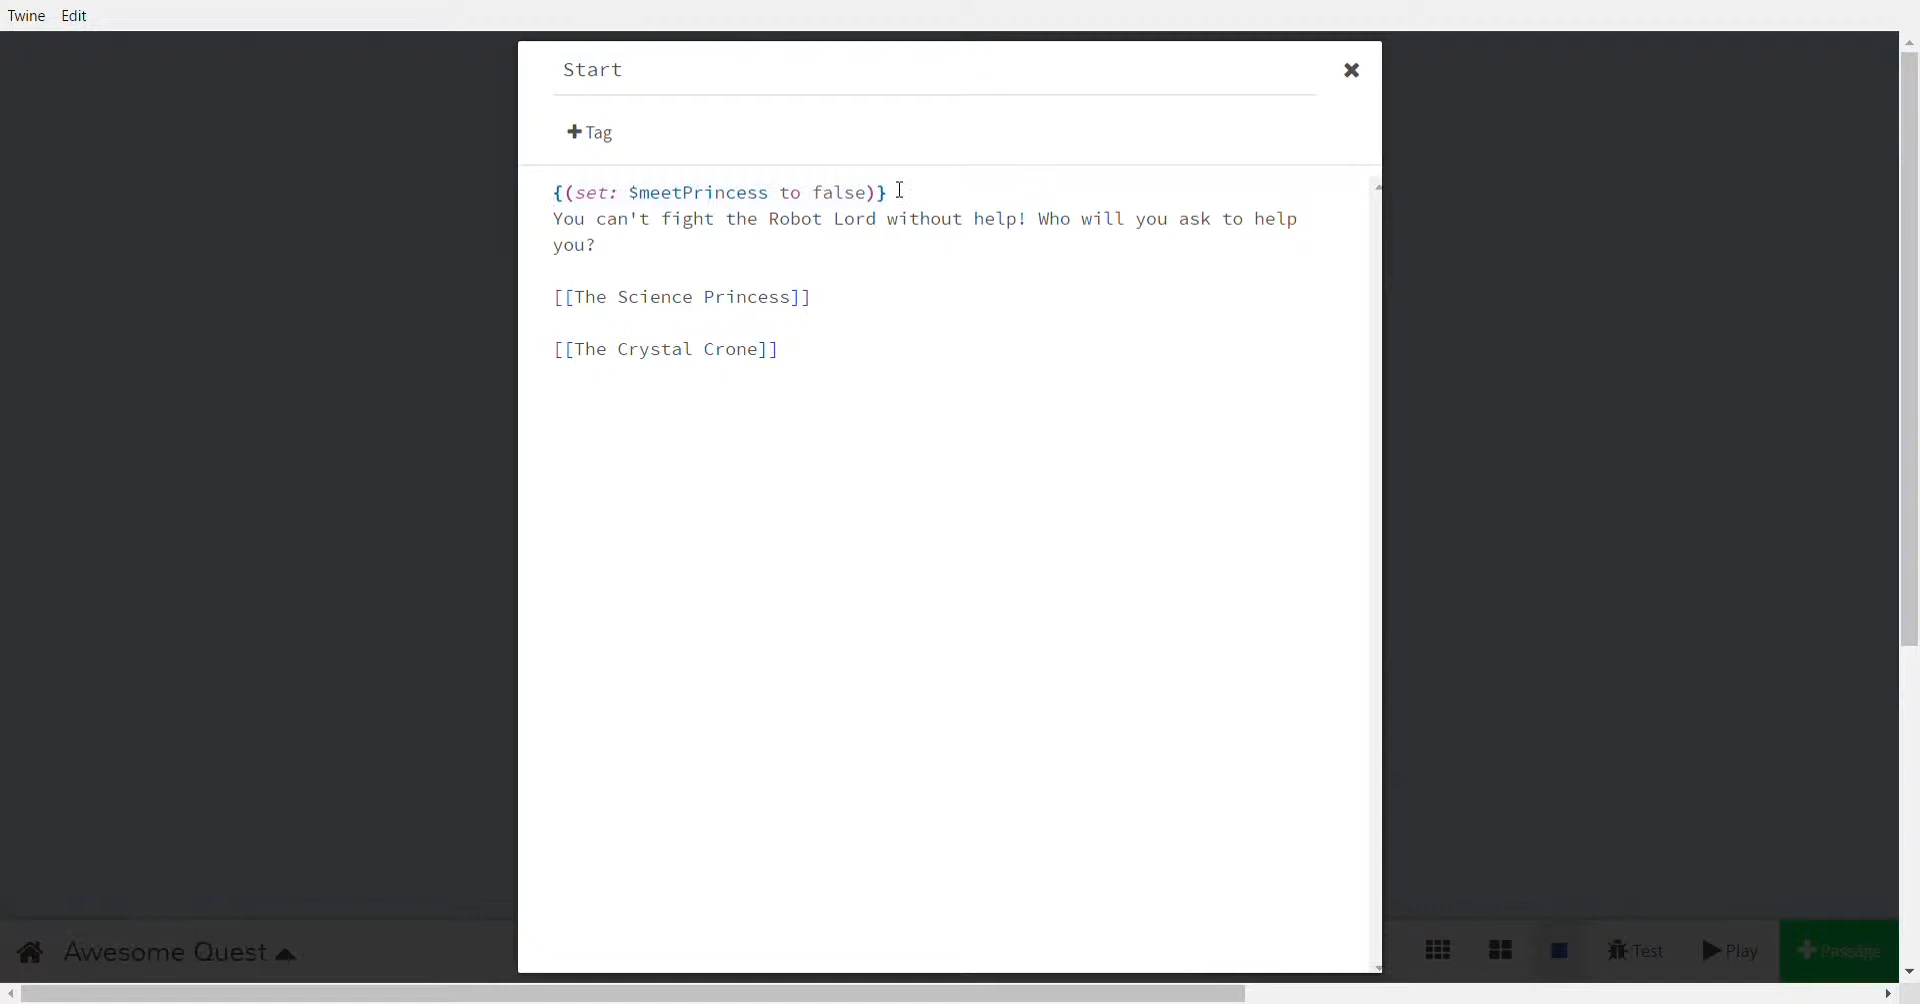 Twine Edit
Start
Tag
{(set: $meetPrincess to false)}
You can't fight the Robot Lord without help! Who will you ask to help
you?
[[The Science Princess]]
[[The Crystal Crone]]
Awesome Quest Test Play Passage